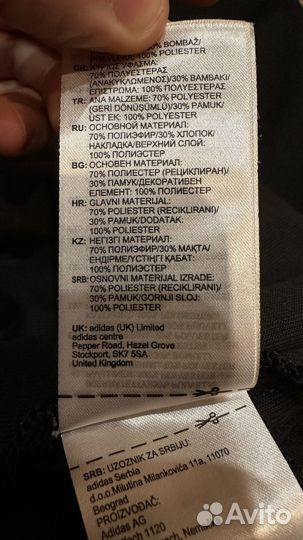 30% BOMBAŽ/
PREVLEKA: 100% POLIESTER
GR: ΚΥΡΙΩΣ ΥΦΑΣΜΑ:
70% ΠΟΛΥΕΣΤΕΡΑΣ
(ΑΝΑΚΥΚΛΩΜΕΝΟΣ)/30% ΒΑΜΒΑΚΙ/
100% ΠΟΛΥΕΣΤΕΡΑΣ
TR: ANA MALZEME: 70% POLYESTER
(GERİ DÖNÜŞÜMLÜ)/30% PAMUK/
ÜST EK: 100% POLYESTER
RU: ОСНОВНОЙ МАТЕРИАЛ:
70% ПОЛИЭФИР/30% ХЛОПОК
/НАКЛАДКА/ВЕРХНИЙ СЛОЙ:
100% ПОЛИЭСТЕР
BG: ОСНОВЕН МАТЕРИАЛ:
70% ПОЛИЕСТЕР (РЕЦИКЛИРАН)/
30% ПАМУК/ДЕКОРАТИВЕН
ЕЛЕМЕНТ: 100% ПОЛИЕСТЕР
HR: GLAVNI MATERIJAL:
70% POLIESTER (RECIKLIRANI)/
30% PAMUK/DODATAK:
100% POLIESTER
KZ: НЕГІЗГІ МАТЕРИАЛ:
70% ПОЛИЭФИР/30% МАҚТА/
ЕНДІРМЕ/ҮСТІҢГІ ҚАБАТ:
100% ПОЛИЭСТЕР
SRB: OSNOVNI MATERIJAL IZRADE:
70% POLIESTER (RECIKLIRANI)/
30% PAMUK/GORNJI SLOJ:
100% POLIESTER
UK: adidas (UK) Limited
adidas centre
Pepper Road, Hazel Grove
Stockport, SK7 5SA
United Kingdom
SRB: UZOZNIK ZA SRBIJU:
adidas Serbia
d.o.o.Milutina Milankovića 11a, 11070
Beograd
PROIZVOĐAČ:
Adidas AG
Avito